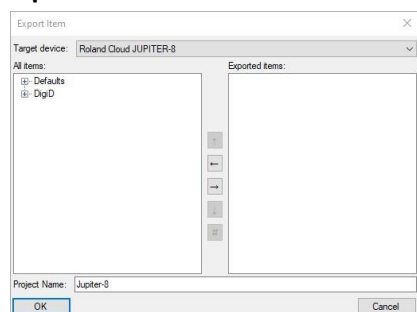 Export Item
Target device: Roland Cloud JUPITER-8
All items: Exported items:
Defaults
DigiD
↑
←
→
↓
#
Project Name: Jupiter-8
OK Cancel